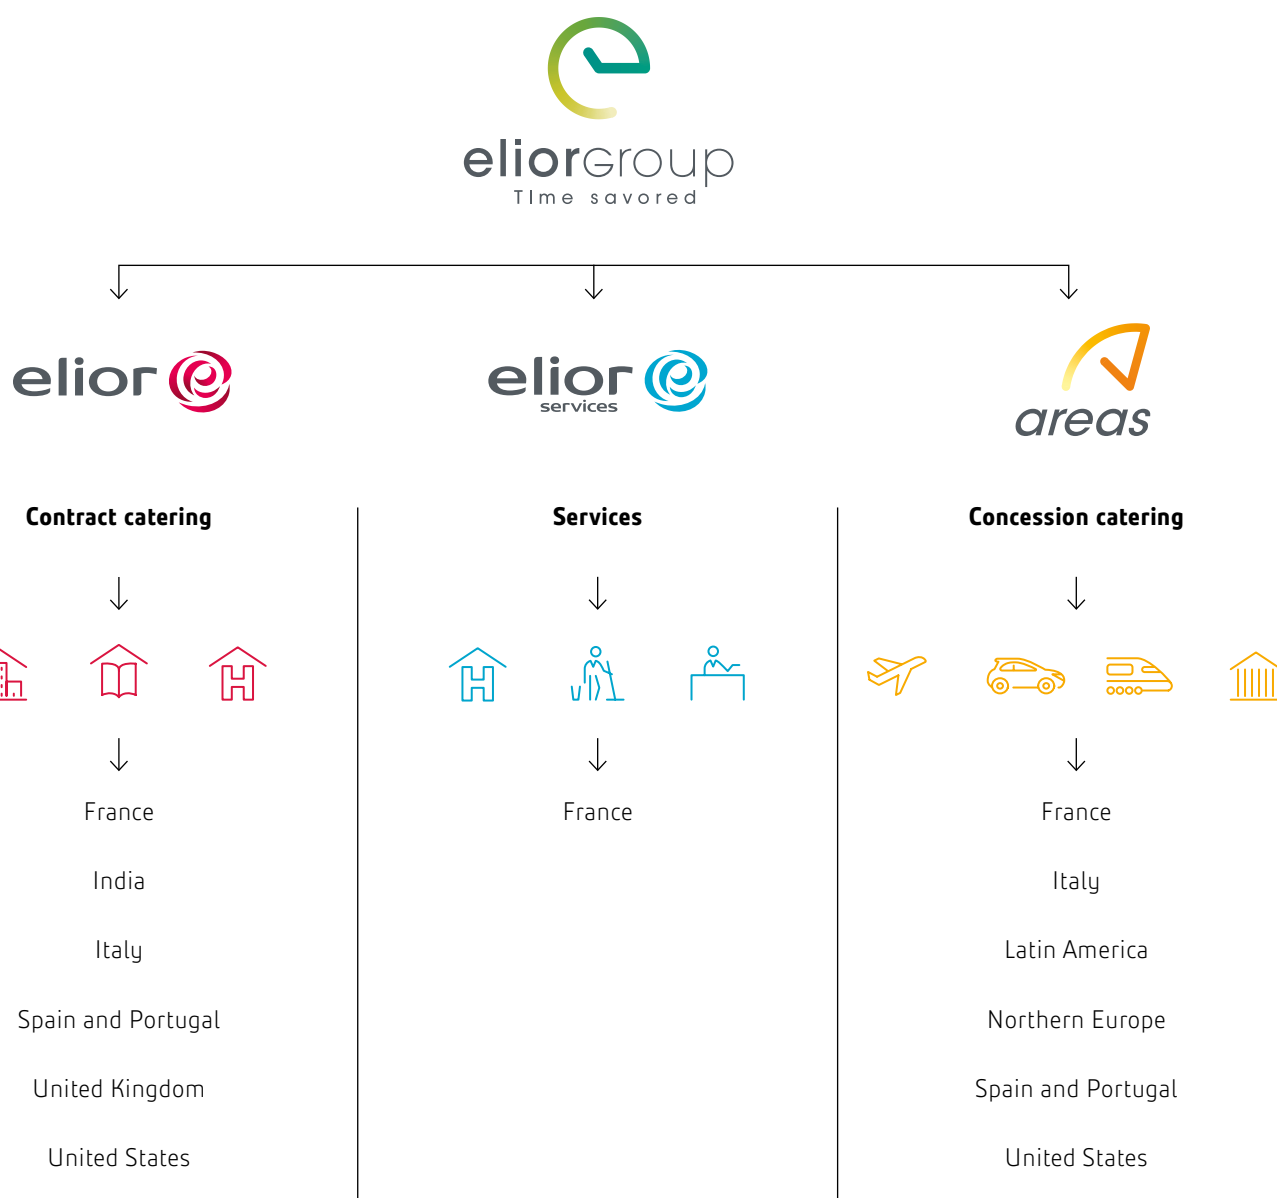 eliorGroup
TIme savored
elior
elior
services
areas
Contract catering
Services
Concession catering
H
H
France
France
France
India
Italy
Italy
Latin America
Spain and Portugal
Northern Europe
United Kingdom
Spain and Portugal
United States
United States